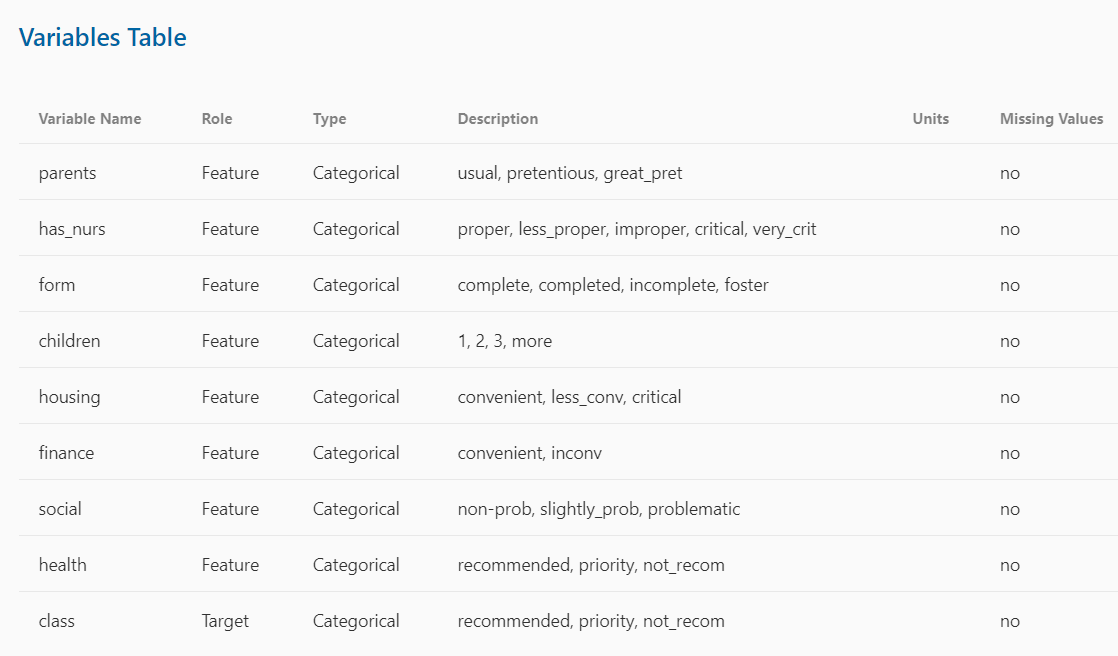 Variables Table
Variable Name Role Type Description Units Missing Values
parents Feature Categorical usual, pretentious, great_pret no
has_nurs Feature Categorical proper, less_proper, improper, critical, very_crit no
form Feature Categorical complete, completed, incomplete, foster no
children Feature Categorical 1, 2, 3, more no
housing Feature Categorical convenient, less_conv, critical no
finance Feature Categorical convenient, inconv no
social Feature Categorical non-prob, slightly_prob, problematic no
health Feature Categorical recommended, priority, not_recom no
class Target Categorical recommended, priority, not_recom no